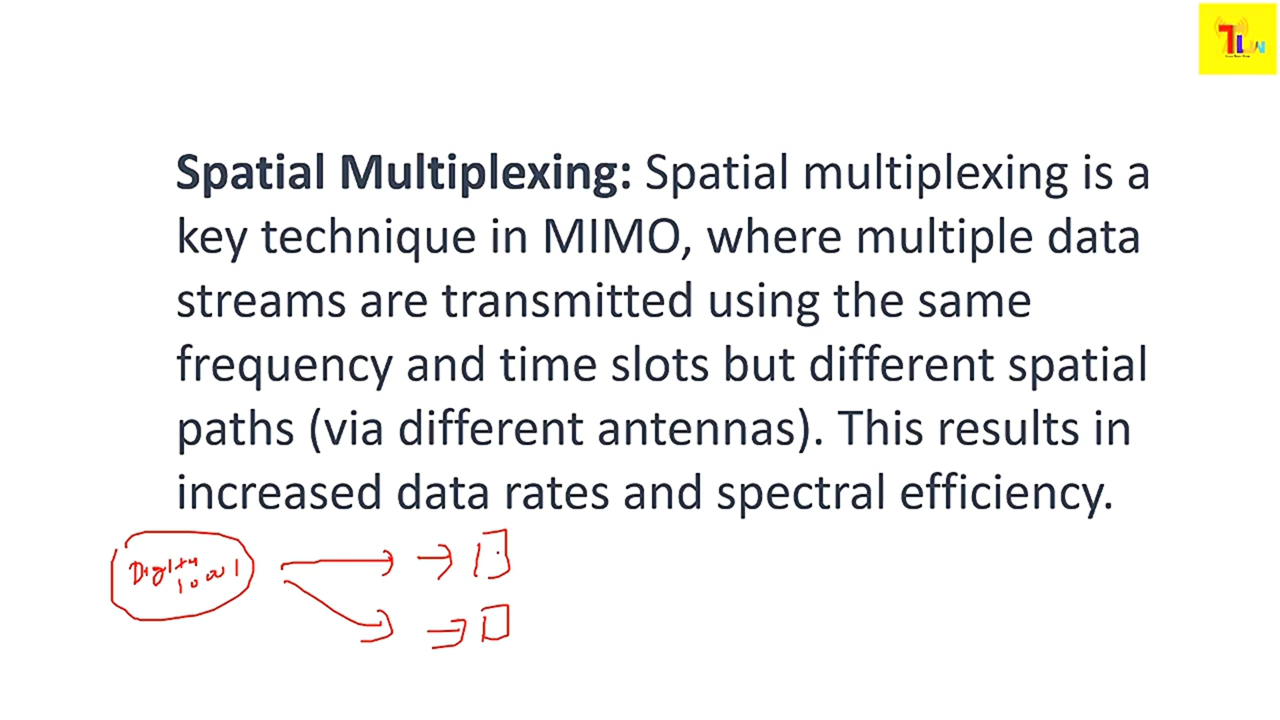 Spatial Multiplexing: Spatial multiplexing is a
key technique in MIMO, where multiple data
streams are transmitted using the same
frequency and time slots but different spatial
paths (via different antennas). This results in
increased data rates and spectral efficiency.